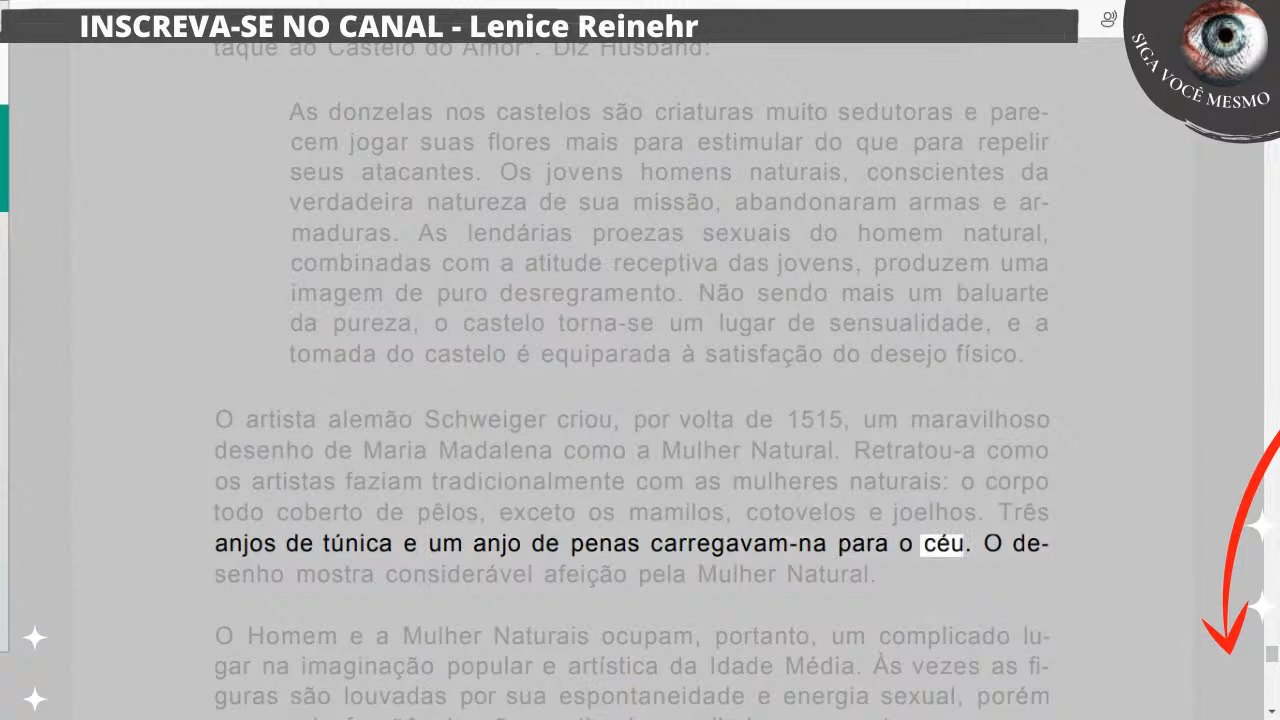 INSCREVA-SE NO CANAL - Lenice Reinehr
SIGA VOCÊ MESMO
taque ao Castelo do Amor". Diz Husband:
As donzelas nos castelos são criaturas muito sedutoras e pare-
cem jogar suas flores mais para estimular do que para repelir
seus atacantes. Os jovens homens naturais, conscientes da
verdadeira natureza de sua missão, abandonaram armas e ar-
maduras. As lendárias proezas sexuais do homem natural,
combinadas com a atitude receptiva das jovens, produzem uma
imagem de puro desregramento. Não sendo mais um baluarte
da pureza, o castelo torna-se um lugar de sensualidade, e a
tomada do castelo é equiparada à satisfação do desejo físico.
O artista alemão Schweiger criou, por volta de 1515, um maravilhoso
desenho de Maria Madalena como a Mulher Natural. Retratou-a como
os artistas faziam tradicionalmente com as mulheres naturais: o corpo
todo coberto de pêlos, exceto os mamilos, cotovelos e joelhos. Três
anjos de túnica e um anjo de penas carregavam-na para o céu. O de-
senho mostra considerável afeição pela Mulher Natural.
O Homem e a Mulher Naturais ocupam, portanto, um complicado lu-
gar na imaginação popular e artística da Idade Média. Às vezes as fi-
guras são louvadas por sua espontaneidade e energia sexual, porém